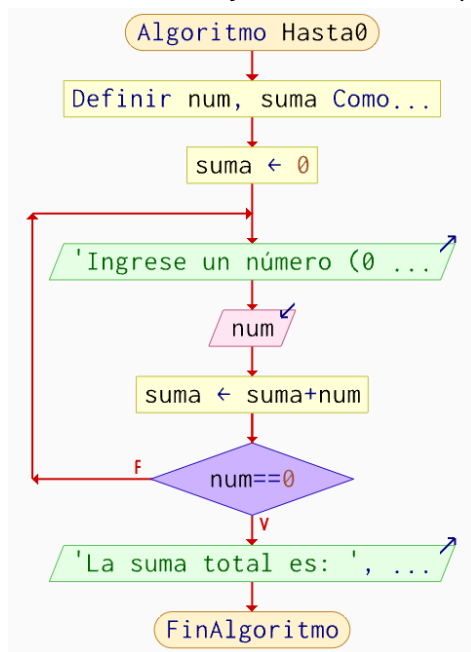 Algoritmo Hasta0
Definir num, suma Como...
suma ← 0
'Ingrese un número (0 ...
num
suma ← suma+num
F
num==0
V
'La suma total es: ', ...
FinAlgoritmo